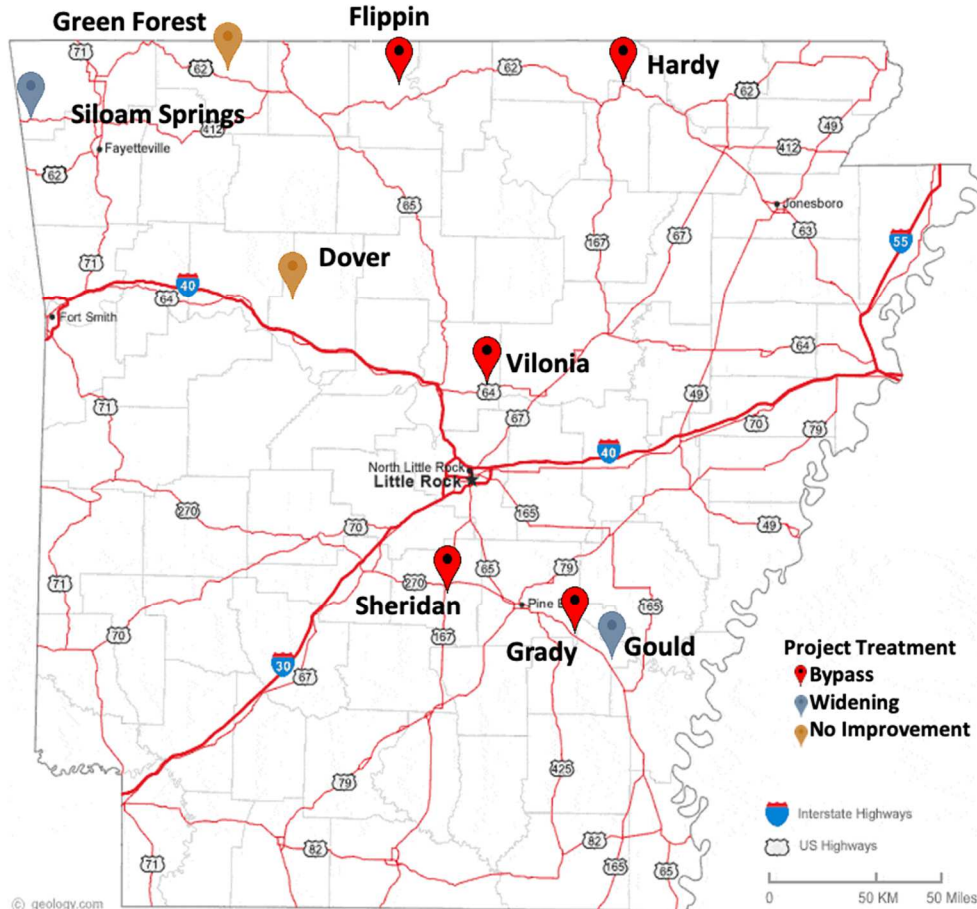 Green Forest
Flippin
Hardy
71
62
62
62
Siloam Springs
412
49
Fayetteville
412
62
Jonesboro
65
63
167
67
55
71
Dover
40
64
Fort Smith
64
Vilonia
64
49
71
67
70
79
40
North Little Rock
Little Rock
270
70
165
49
65
79
71
270
Sheridan
Pine B
165
70
167
Grady
Gould
Project Treatment
Bypass
Widening
No Improvement
30
67
425
79
Interstate Highways
82
82
US Highways
71
165
65
0 50 KM 50 Miles
(c) geology.com